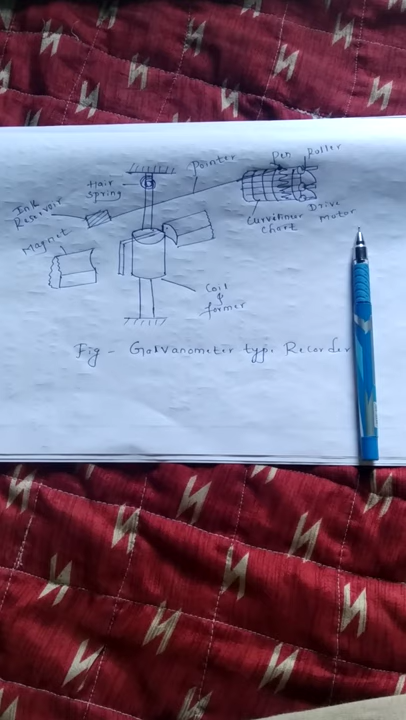 Pen Roller
Pointer
Hair
spring
Ink
Reservoir
Magnet
Curvilinear
chart
Drive
motor
Coil
&
former
Fig - Galvanometer type Recorder